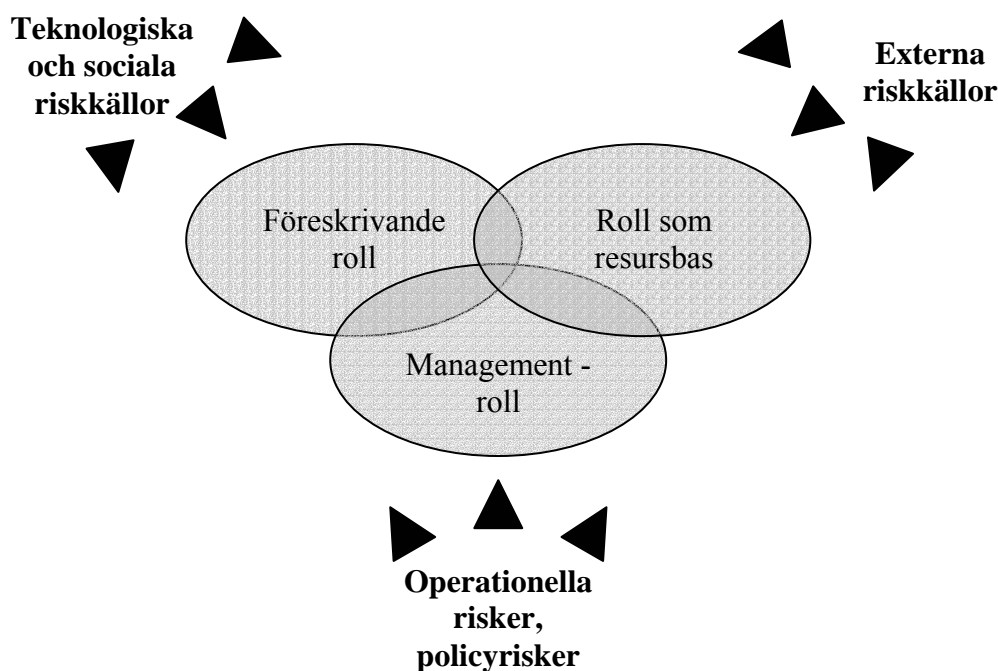 Teknologiska
och sociala
riskkällor
Externa
riskkällor
Föreskrivande
roll
Roll som
resursbas
Management -
roll
Operationella
risker,
policyrisker